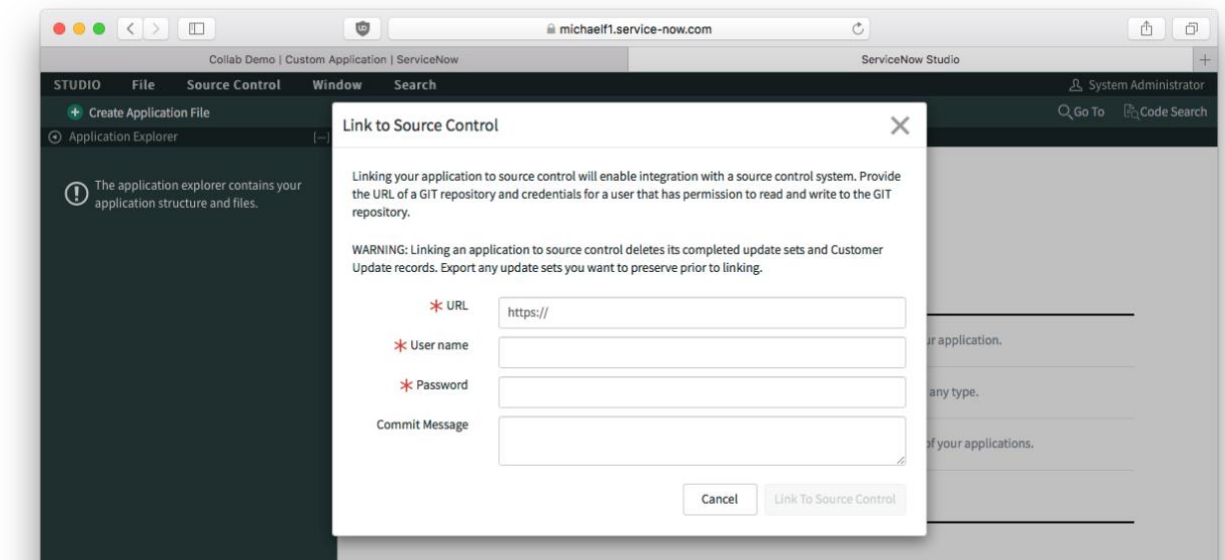 michaelf1.service-now.com
Collab Demo | Custom Application | ServiceNow
ServiceNow Studio
STUDIO File Source Control Window Search
System Administrator
Create Application File
Go To Code Search
Application Explorer
The application explorer contains your
application structure and files.
Link to Source Control
Linking your application to source control will enable integration with a source control system. Provide
the URL of a GIT repository and credentials for a user that has permission to read and write to the GIT
repository.
WARNING: Linking an application to source control deletes its completed update sets and Customer
Update records. Export any update sets you want to preserve prior to linking.
URL
https://
User name
Password
Commit Message
Cancel Link To Source Control
application.
any type.
of your applications.